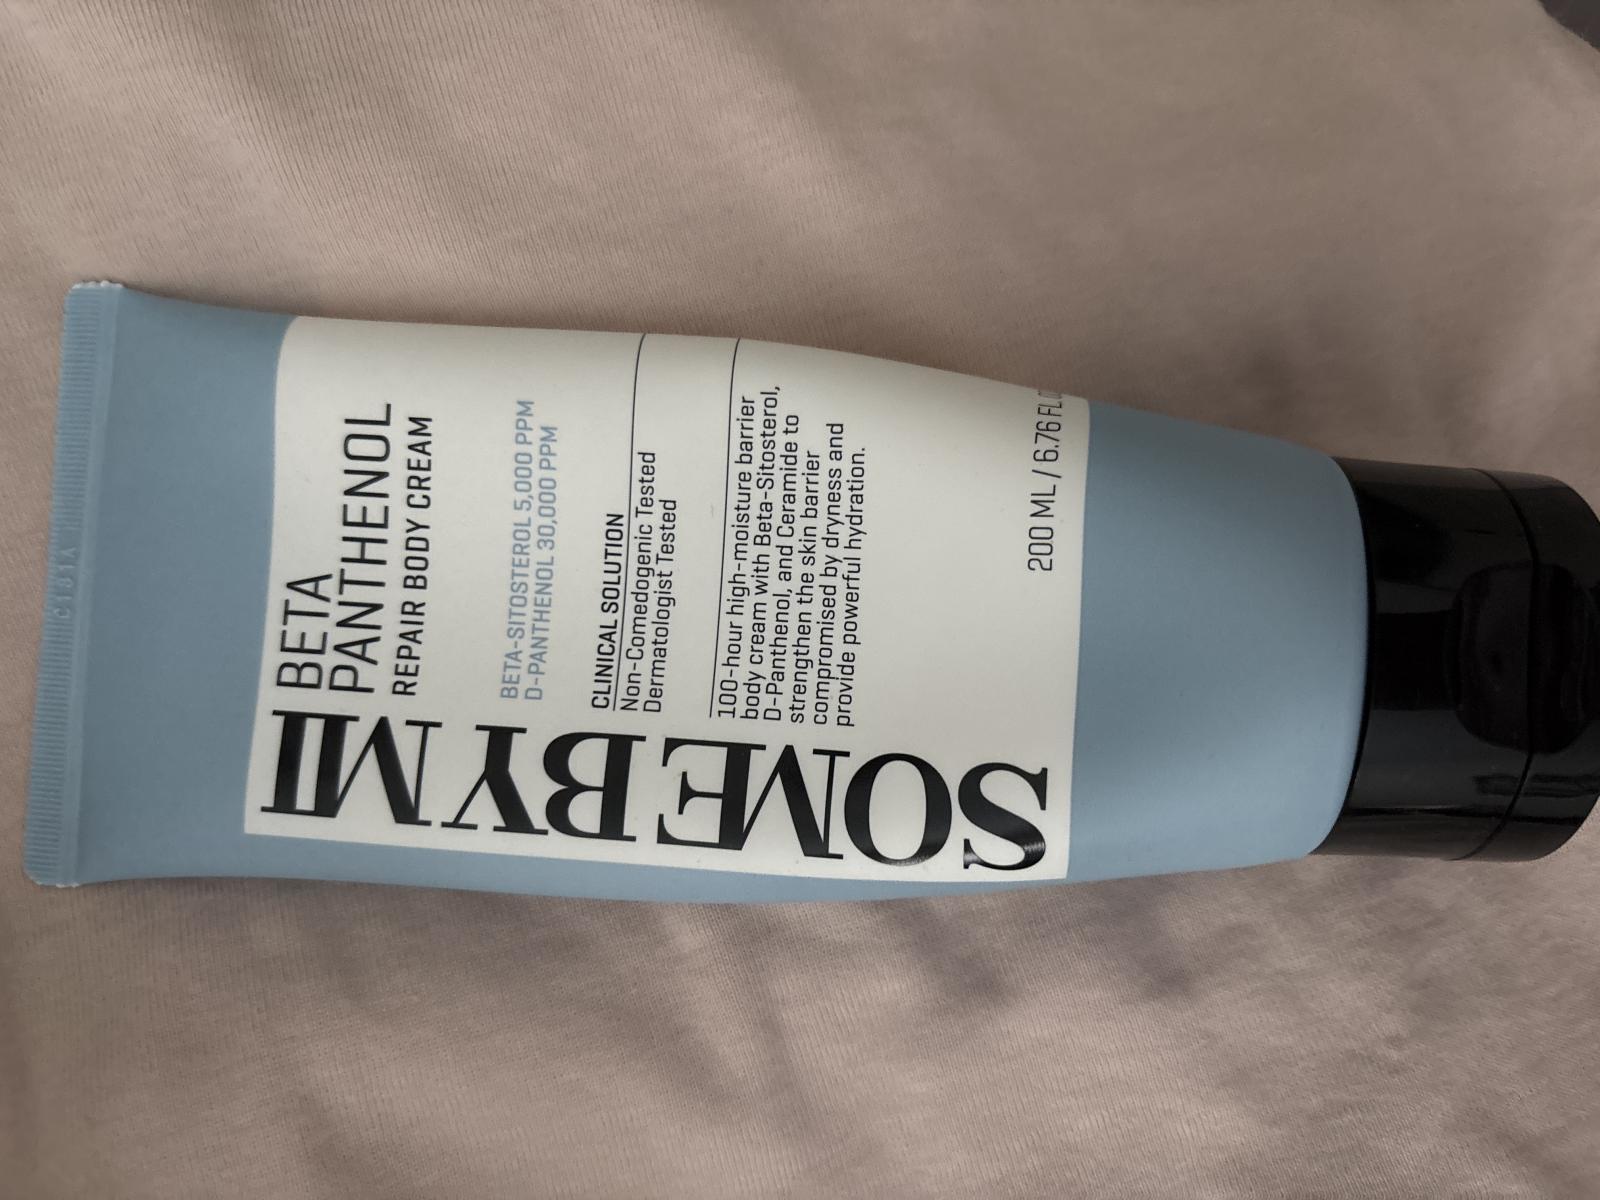 SOME BY MI
BETA
PANTHENOL
REPAIR BODY CREAM
BETA-SITOSTEROL 5,000 PPM
D-PANTHENOL 30,000 PPM
CLINICAL SOLUTION
Non-Comedogenic Tested
Dermatologist Tested
100-hour high-moisture barrier
body cream with Beta-Sitosterol,
D-Panthenol, and Ceramide to
strengthen the skin barrier
compromised by dryness and
provide powerful hydration.
200 ML / 6.76 FL.